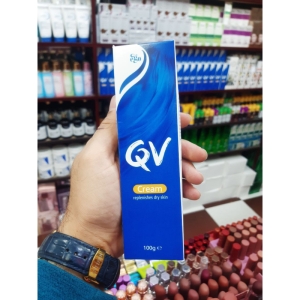 QV
Cream
replenishes dry skin
100g e